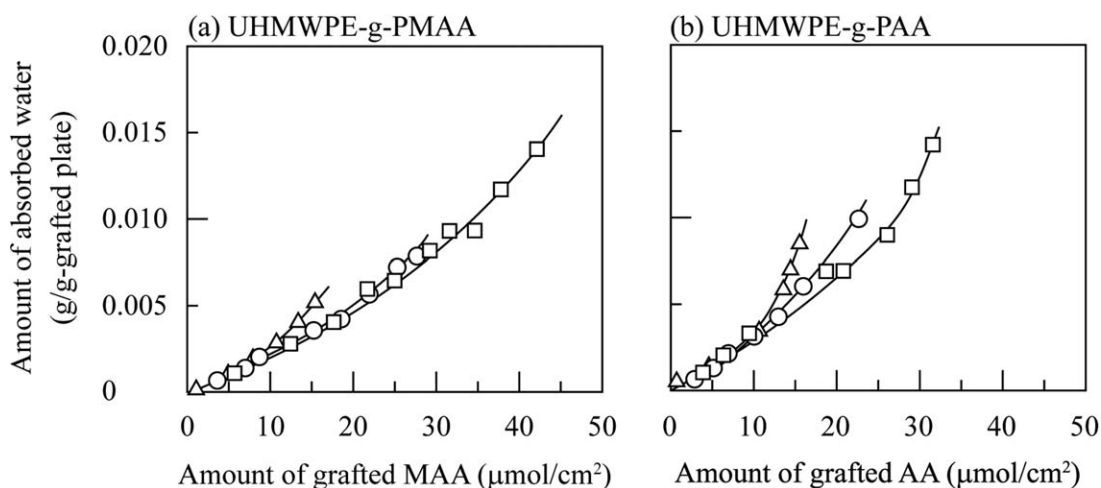 (a) UHMWPE-g-PMAA
(b) UHMWPE-g-PAA
Amount of absorbed water
(g/g-grafted plate)
0.020
0.015
0.010
0.005
0
0 10 20 30 40 50
0 10 20 30 40 50
Amount of grafted MAA (μmol/cm²)
Amount of grafted AA (μmol/cm²)